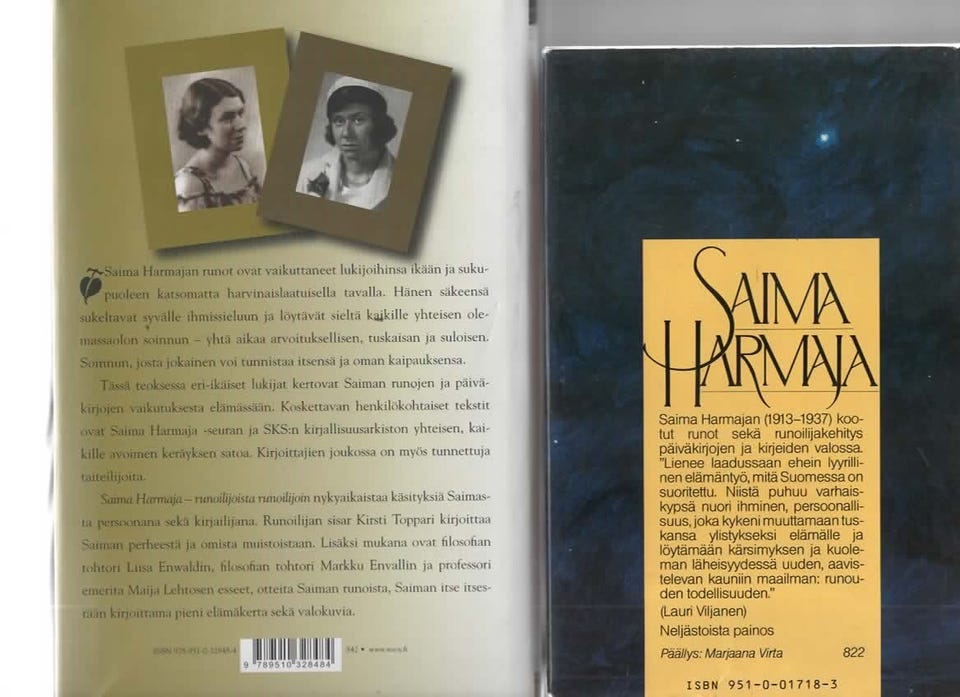 Saima Harmajan runot ovat vaikuttaneet lukijoihinsa ikään ja suku-
puoleen katsomatta harvinaislaatuisella tavalla. Hänen säkeensä
sukeltavat syvälle ihmissieluun ja löytävät sieltä kaikille yhteisen ole-
massaolon soinnun – yhtä aikaa arvoituksellisen, tuskaisan ja suloisen.
Soinnun, josta jokainen voi tunnistaa itsensä ja oman kaipauksensa.
Tässä teoksessa eri-ikäiset lukijat kertovat Saiman runojen ja päivä-
kirjojen vaikutuksesta elämässään. Koskettavan henkilökohtaiset tekstit
ovat Saima Harmaja -seuran ja SKS:n kirjallisuusarkiston yhteisen, kai-
kille avoimen keräyksen satoa. Kirjoittajien joukossa on myös tunnettuja
taiteilijoita.
Saima Harmaja – runoilijoista runoilijoin nykyaikaistaa käsityksiä Saimas-
ta persoonana sekä kirjailijana. Runoilijan sisar Kirsti Toppari kirjoittaa
Saiman perheestä ja omista muistoistaan. Lisäksi mukana ovat filosofian
tohtori Liisa Enwaldin, filosofian tohtori Markku Envallin ja professori
emerita Maija Lehtosen esseet, otteita Saiman runoista, Saiman itse itses-
tään kirjoittama pieni elämäkerta sekä valokuvia.
ISBN 978-951-0-32848-4
9 789510 328484
SAIMA
HARMAJA
Saima Harmajan (1913–1937) koo-
tut runot sekä runoilijakehitys
päiväkirjojen ja kirjeiden valossa.
"Lienee laadussaan ehein lyyrilli-
nen elämäntyö, mitä Suomessa on
suoritettu. Niistä puhuu varhais-
kypsä nuori ihminen, persoonalli-
suus, joka kykeni muuttamaan tus-
kansa ylistykseksi elämälle ja
löytämään kärsimyksen ja kuole-
man läheisyydessä uuden, aavis-
televan kauniin maailman: runou-
den todellisuuden."
(Lauri Viljanen)
Neljästoista painos
Päällys: Marjaana Virta 822
ISBN 951-0-01718-3